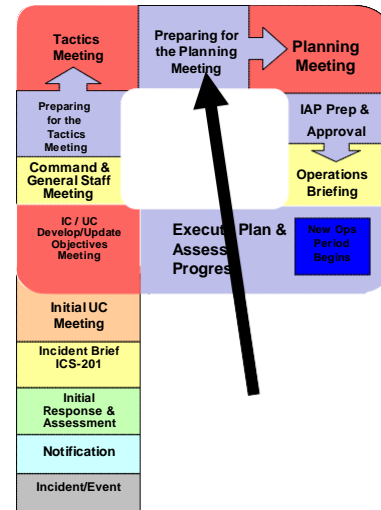 Tactics
Meeting
Preparing for
the Planning
Meeting
Planning
Meeting
Preparing
for the
Tactics
Meeting
IAP Prep &
Approval
Command &
General Staff
Meeting
Operations
Briefing
IC / UC
Develop/Update
Objectives
Meeting
Execute Plan &
Assess
Progress
New Ops
Period
Begins
Initial UC
Meeting
Incident Brief
ICS-201
Initial
Response &
Assessment
Notification
Incident/Event